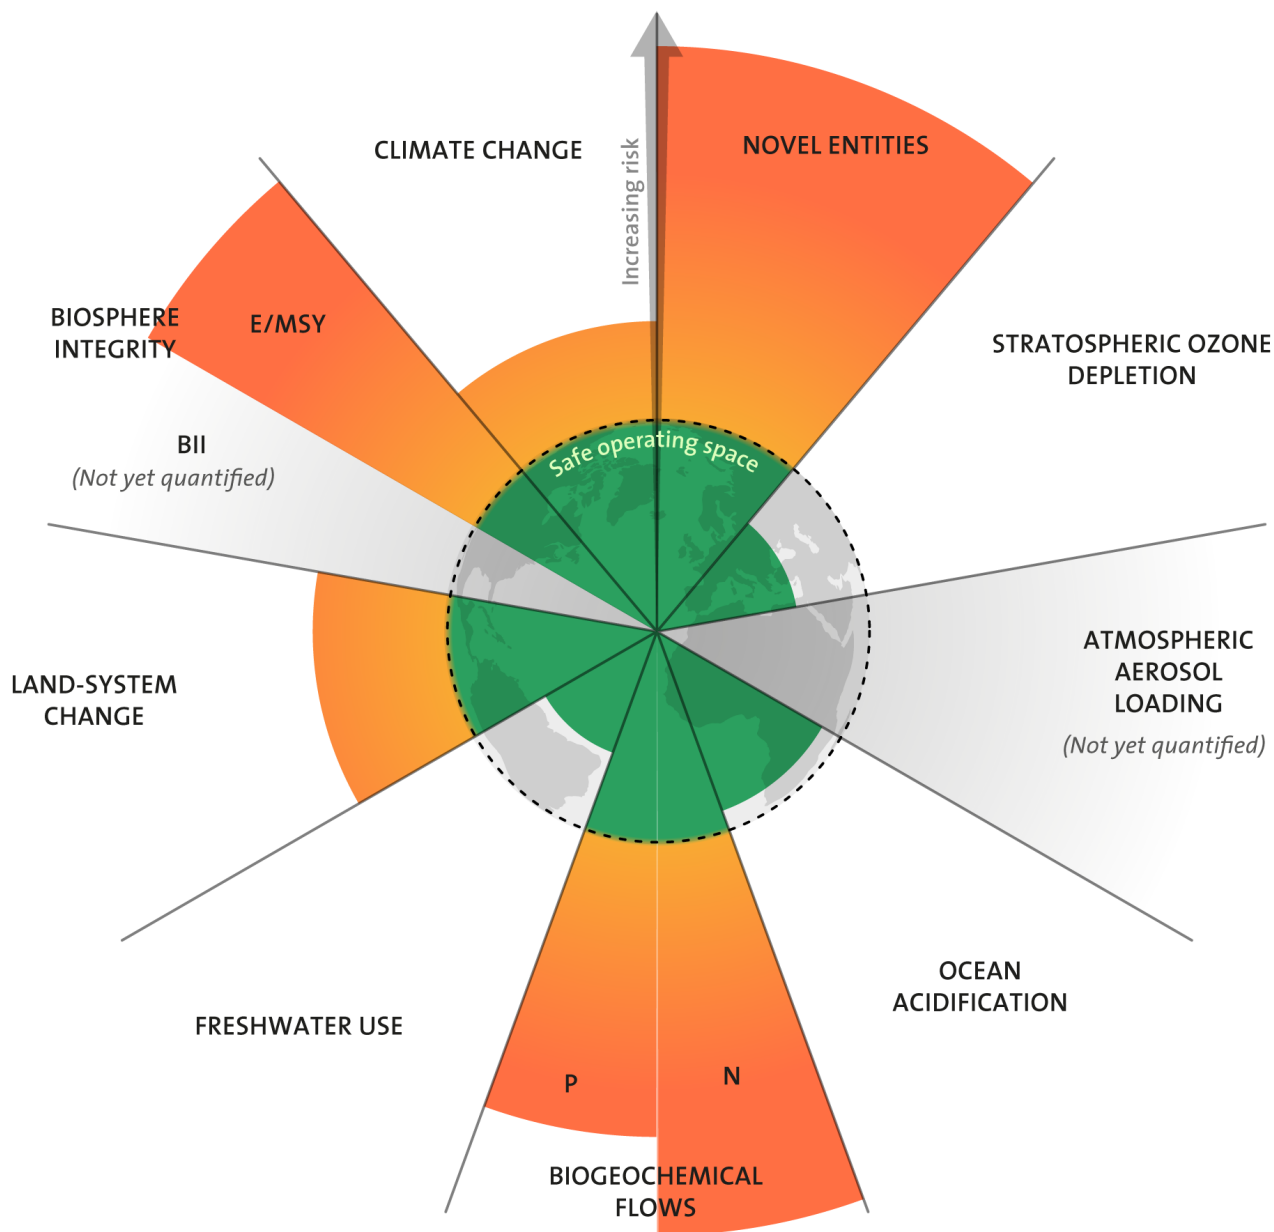 CLIMATE CHANGE
NOVEL ENTITIES
Increasing risk
BIOSPHERE
INTEGRITY
E/MSY
STRATOSPHERIC OZONE
DEPLETION
BII
(Not yet quantified)
Safe operating space
LAND-SYSTEM
CHANGE
ATMOSPHERIC
AEROSOL
LOADING
(Not yet quantified)
FRESHWATER USE
OCEAN
ACIDIFICATION
P
N
BIOGEOCHEMICAL
FLOWS